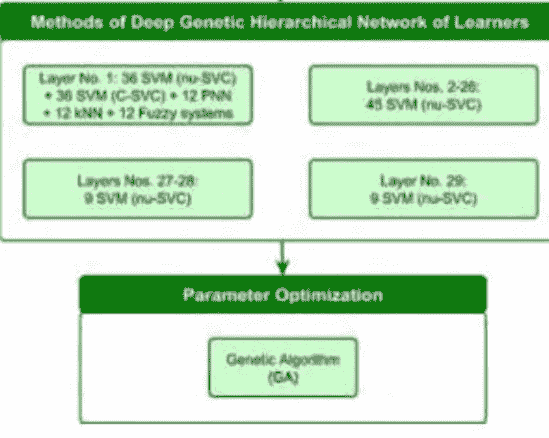 Methods of Deep Genetic Hierarchical Network of Learners
Layer No. 1: 36 SVM (nu-SVC)
+ 36 SVM (C-SVC) + 12 PNN
+ 12 kNN + 12 Fuzzy systems
Layers Nos. 2-26:
45 SVM (nu-SVC)
Layers Nos. 27-28:
9 SVM (nu-SVC)
Layer No. 29:
9 SVM (nu-SVC)
Parameter Optimization
Genetic Algorithm
(GA)